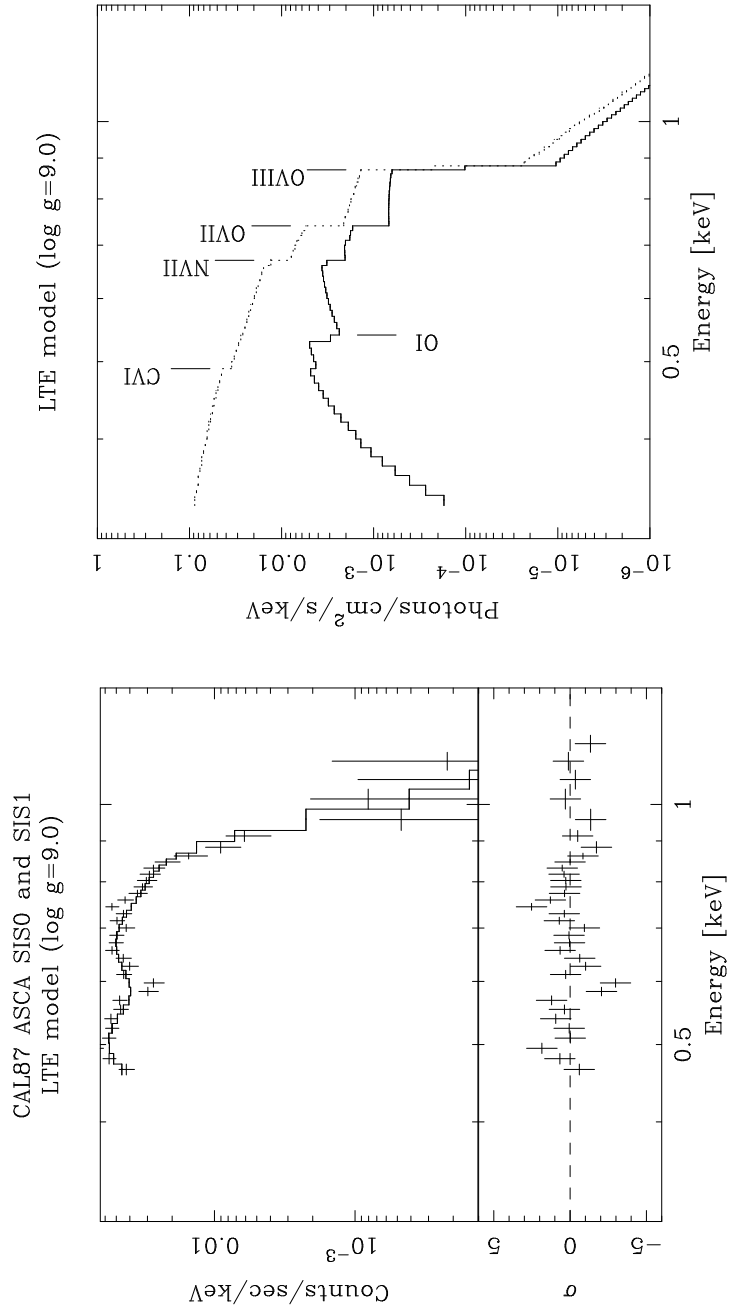 CAL87 ASCA SIS0 and SIS1
LTE model (log g=9.0)
Counts/sec/keV
0.01
10⁻³
σ
5
0
−5
0.5
1
Energy [keV]
LTE model (log g=9.0)
Photons/cm²/s/keV
1
0.1
0.01
10⁻³
10⁻⁴
10⁻⁵
10⁻⁶
CVI
NVII
OVII
OVIII
OI
0.5
1
Energy [keV]